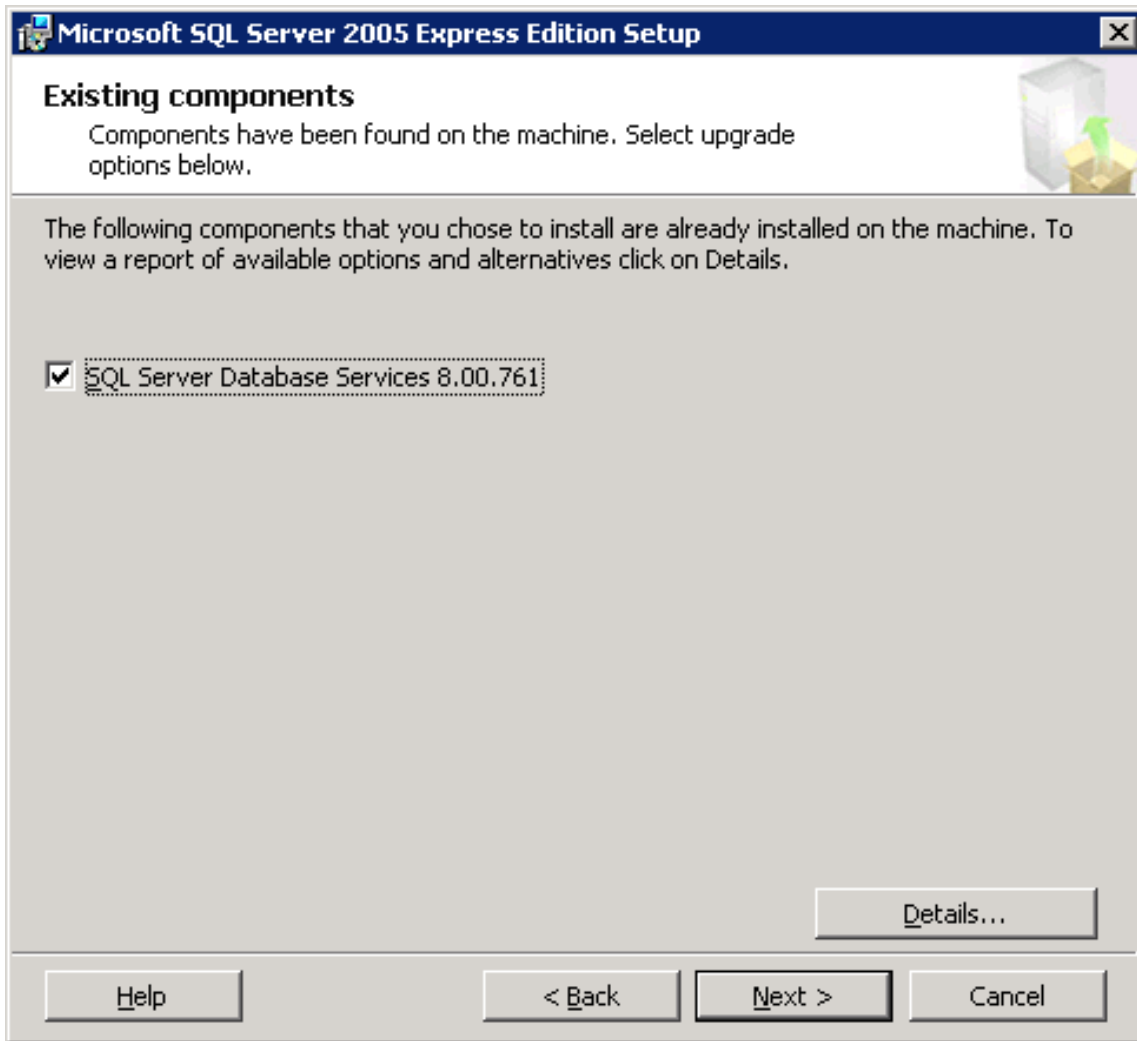 Microsoft SQL Server 2005 Express Edition Setup
Existing components
Components have been found on the machine. Select upgrade
options below.
The following components that you chose to install are already installed on the machine. To
view a report of available options and alternatives click on Details.
SQL Server Database Services 8.00.761
Details...
Help
< Back
Next >
Cancel